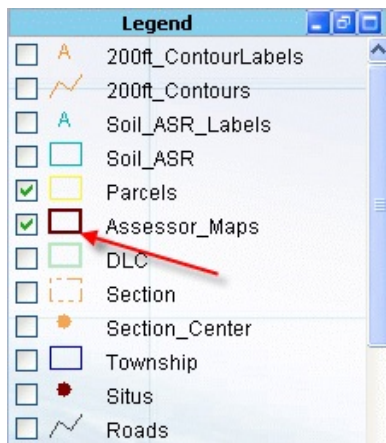 Legend
A 200ft_ContourLabels
200ft_Contours
A Soil_ASR_Labels
Soil_ASR
Parcels
Assessor_Maps
DLC
Section
Section_Center
Township
Situs
Roads